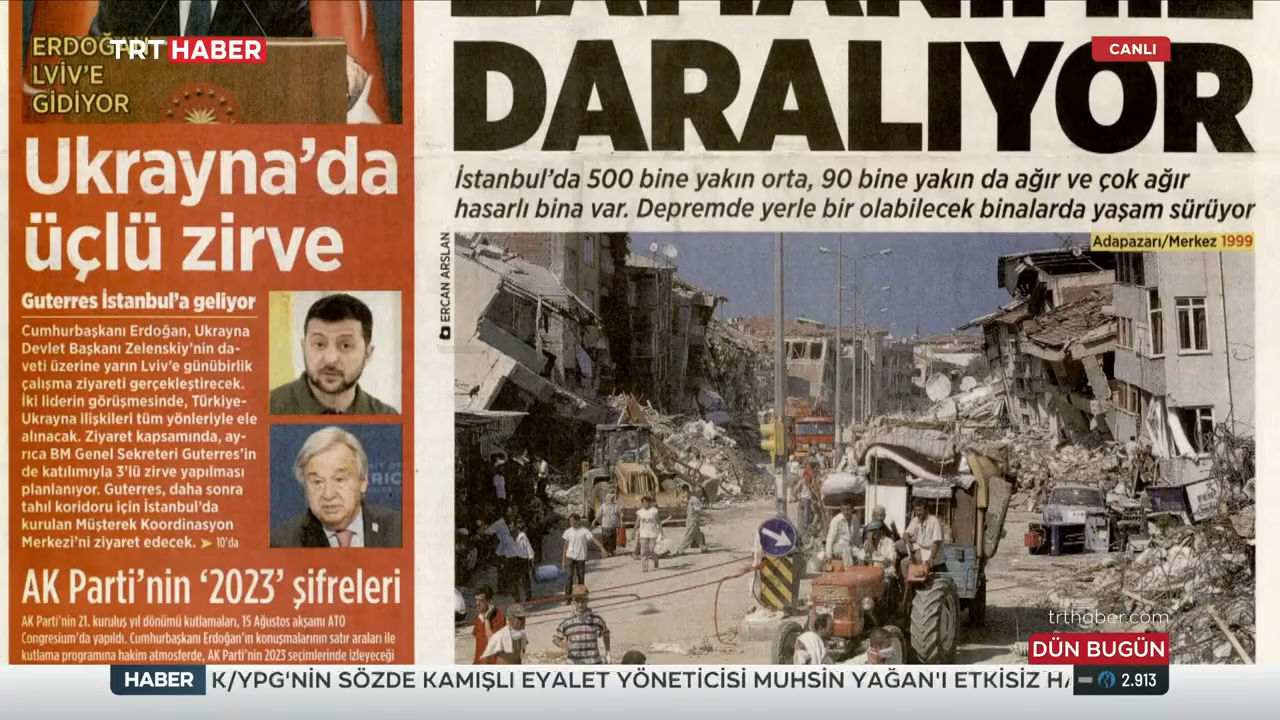 TRT HABER
CANLI
ERDOĞAN
LVİV’E
GİDİYOR
Ukrayna’da
üçlü zirve
Guterres İstanbul’a geliyor
Cumhurbaşkanı Erdoğan, Ukrayna
Devlet Başkanı Zelenskiy’nin da-
veti üzerine yarın Lviv’e günübirlik
çalışma ziyareti gerçekleştirecek.
İki liderin görüşmesinde, Türkiye-
Ukrayna ilişkileri tüm yönleriyle ele
alınacak. Ziyaret kapsamında, ay-
rıca BM Genel Sekreteri Guterres’in
de katılımıyla 3’lü zirve yapılması
planlanıyor. Guterres, daha sonra
tahıl koridoru için İstanbul’da
kurulan Müşterek Koordinasyon
Merkezi’ni ziyaret edecek. ➤ 10’da
AK Parti’nin ‘2023’ şifreleri
AK Parti’nin 21. kuruluş yıl dönümü kutlamaları, 15 Ağustos akşamı ATO
Congresium’da yapıldı. Cumhurbaşkanı Erdoğan’ın konuşmalarının satır araları ile
kutlama programına hakim atmosferde, AK Parti’nin 2023 seçimlerinde izleyeceği
DARALIYOR
İstanbul’da 500 bine yakın orta, 90 bine yakın da ağır ve çok ağır
hasarlı bina var. Depremde yerle bir olabilecek binalarda yaşam sürüyor
ERCAN ARSLAN
Adapazarı/Merkez 1999
trthaber.com
DÜN BUGÜN
HABER K/YPG'NİN SÖZDE KAMIŞLI EYALET YÖNETİCİSİ MUHSİN YAĞAN'I ETKİSİZ HA
2.913